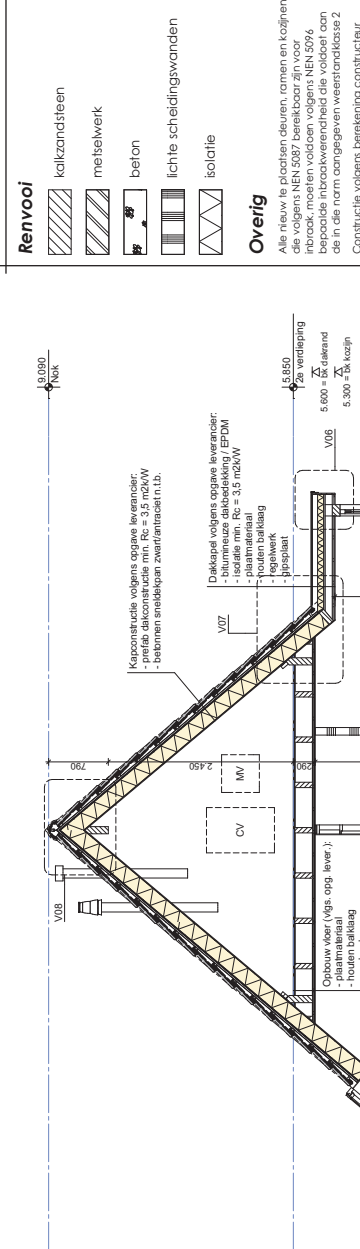 Renvooi
kalkzandsteen
metselwerk
beton
lichte scheidingswanden
isolatie
Overig
Alle nieuw te plaatsen deuren, ramen en kozijnen
die volgens NEN 5087 bereikbaar zijn voor
inbraak, moeten voldoen volgens NEN 5096
bepaalde inbraakwerendheid die voldoet aan
de in die norm aangegeven weerstandklasse 2
Constructie volgens berekening constructeur
9.090
Nok
Kapconstructie volgens opgave leverancier:
- prefab dakconstructie min. Rc = 3,5 m2k/W
- betonnen sneldekpan zwart/antraciet n.t.b.
Dakkapel volgens opgave leverancier:
- bitumineuze dakbedekking / EPDM
- isolatie min. Rc = 3,5 m2k/W
- plaatmateriaal
- houten balklaag
- regelwerk
- gipsplaat
5.850
2e verdieping
5.600 = bk dakrand
5.300 = bk kozijn
V06
V07
V08
790
2.450
290
MV
CV
Opbouw vloer (vlgs. opg. lever.):
- plaatmateriaal
- houten balklaag